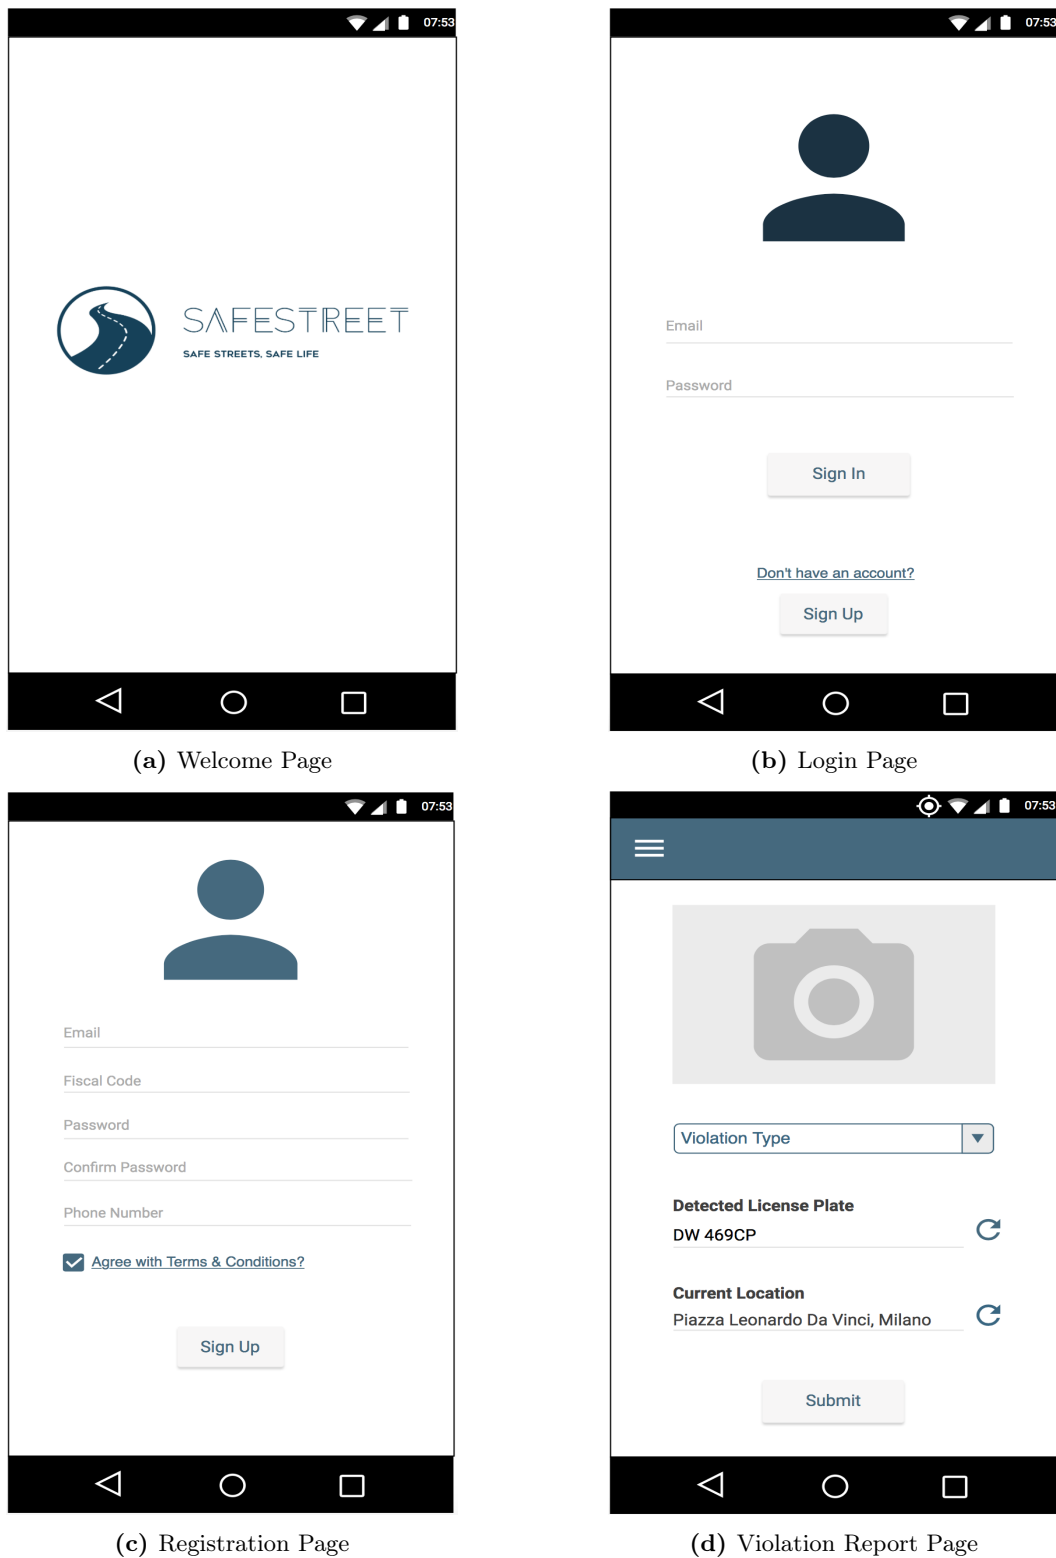 07:53
SAFESTREET
SAFE STREETS, SAFE LIFE
(a) Welcome Page
07:53
Email
Password
Sign In
Don't have an account?
Sign Up
(b) Login Page
07:53
Email
Fiscal Code
Password
Confirm Password
Phone Number
Agree with Terms & Conditions?
Sign Up
(c) Registration Page
07:53
Violation Type
Detected License Plate
DW 469CP
Current Location
Piazza Leonardo Da Vinci, Milano
Submit
(d) Violation Report Page